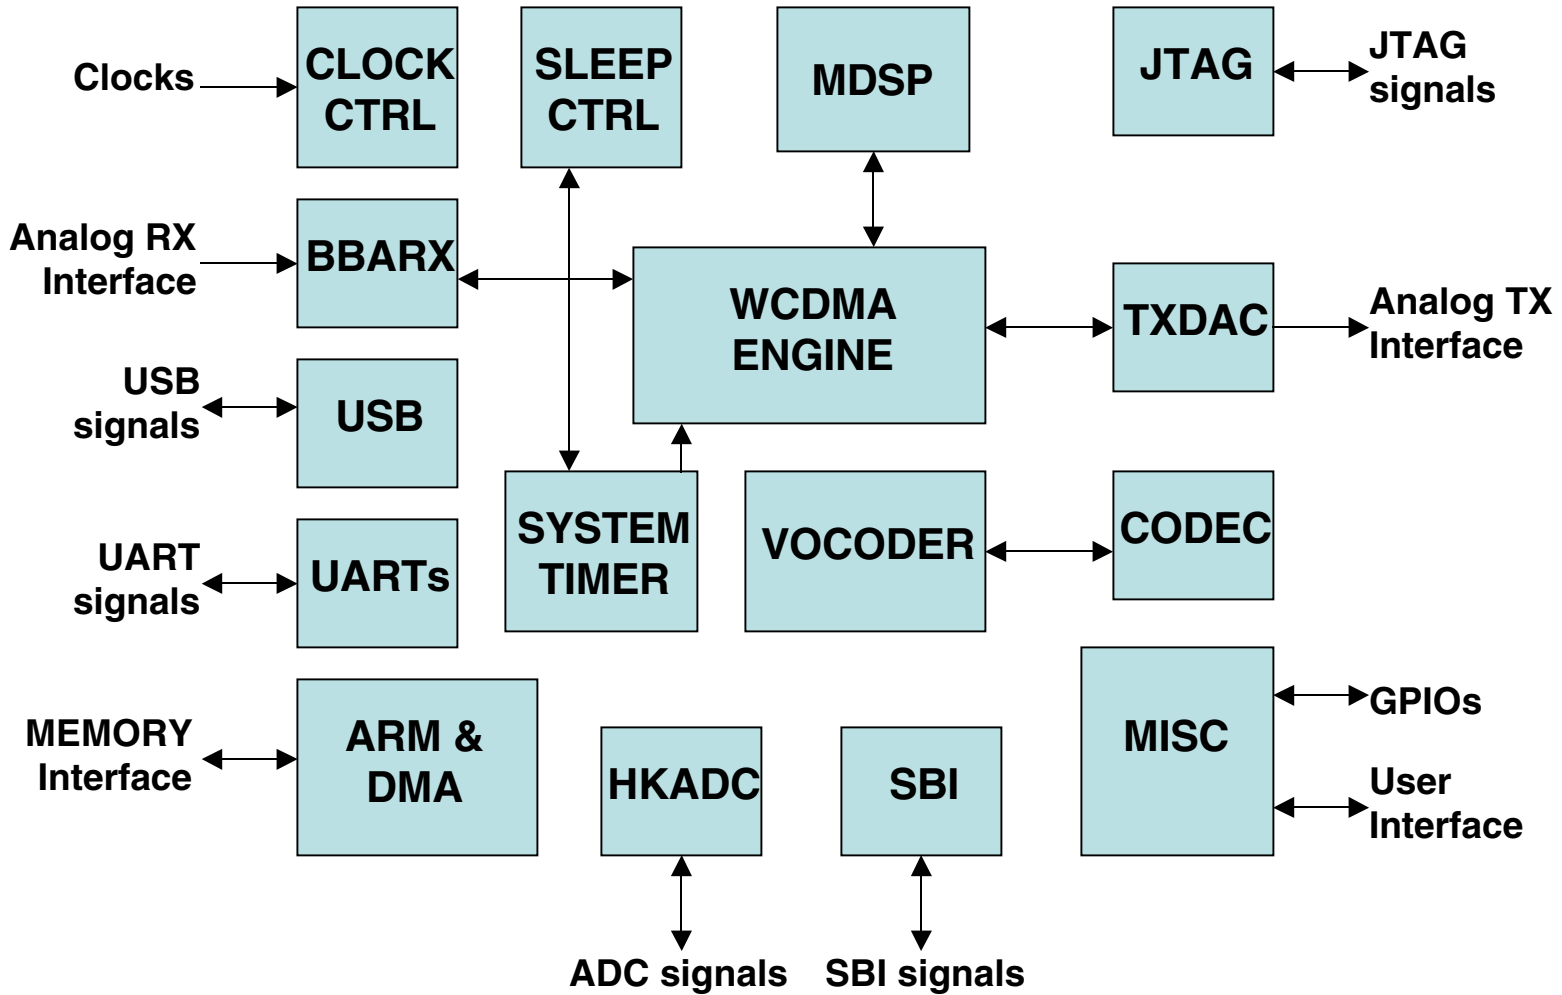 Clocks
CLOCK
CTRL
SLEEP
CTRL
MDSP
JTAG
JTAG
signals
Analog RX
Interface
BBARX
WCDMA
ENGINE
TXDAC
Analog TX
Interface
USB
signals
USB
SYSTEM
TIMER
VOCODER
CODEC
UART
signals
UARTs
MEMORY
Interface
ARM &
DMA
HKADC
SBI
MISC
GPIOs
User
Interface
ADC signals
SBI signals